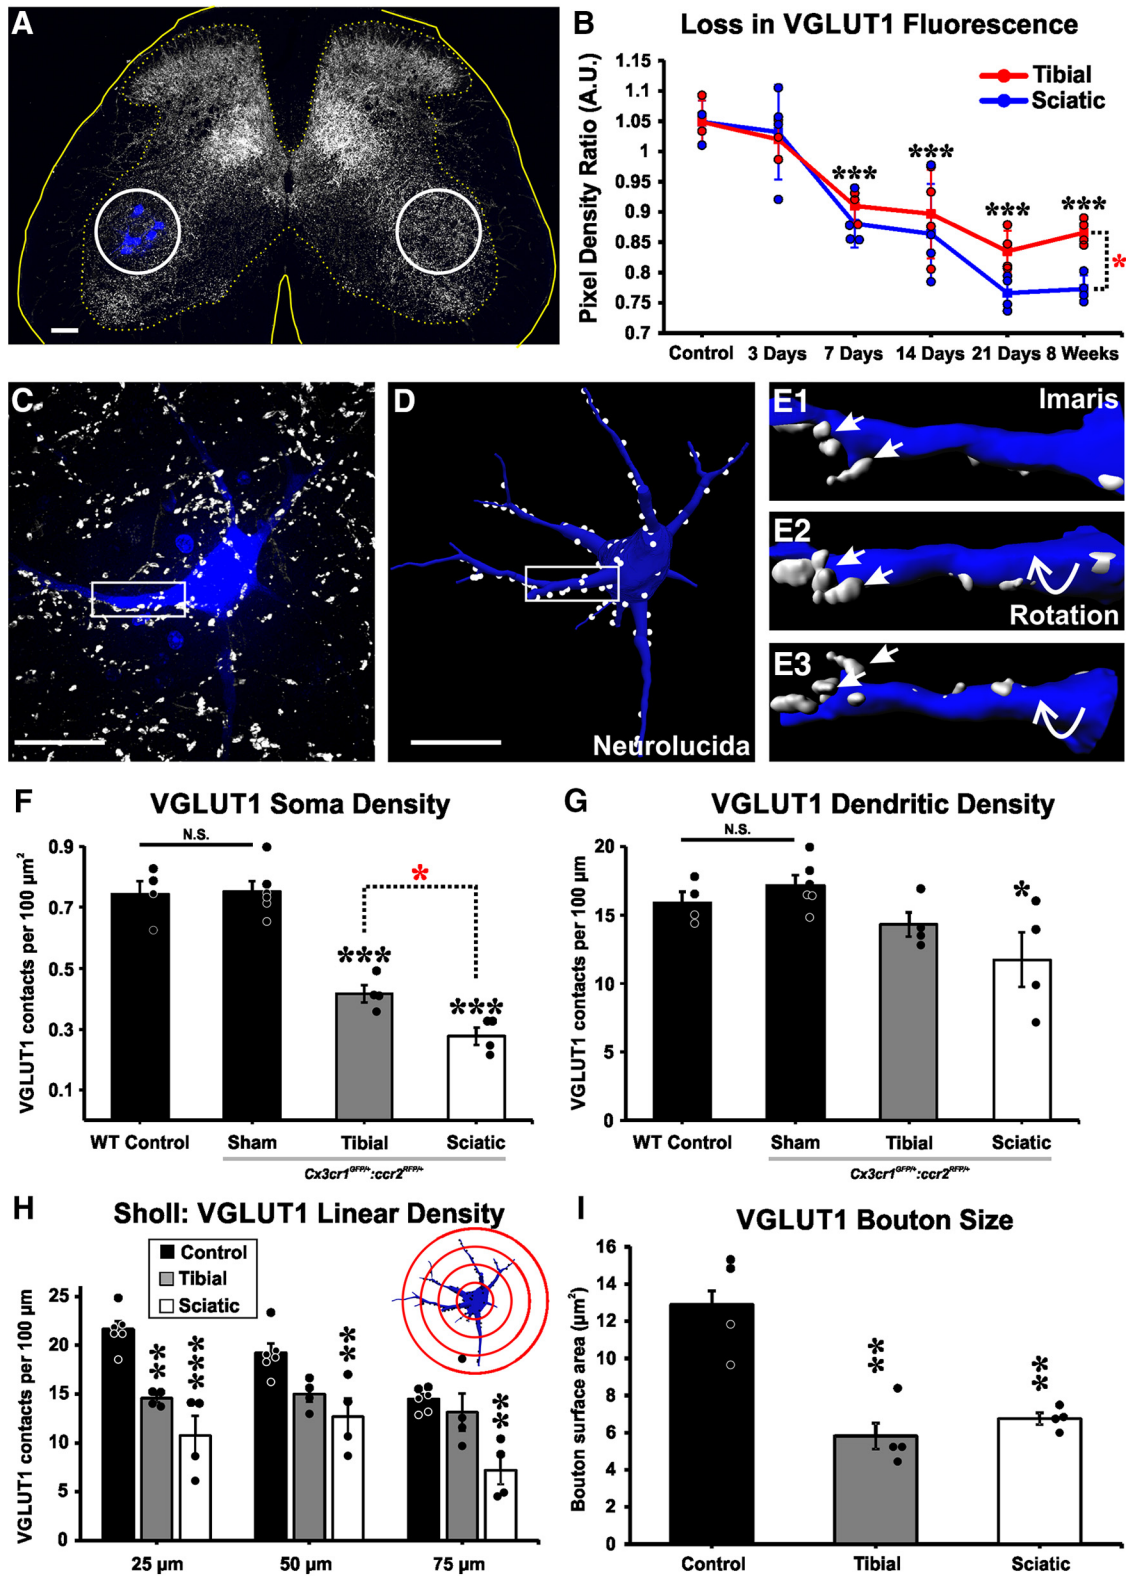 A
B
Loss in VGLUT1 Fluorescence
Pixel Density Ratio (A.U.)
1.15
1.1
1.05
1
0.95
0.9
0.85
0.8
0.75
0.7
Tibial
Sciatic
***
***
***
***
*
Control 3 Days 7 Days 14 Days 21 Days 8 Weeks
C
D
Neurolucida
E1
Imaris
E2
Rotation
E3
F
VGLUT1 Soma Density
VGLUT1 contacts per 100 µm²
0.9
0.7
0.5
0.3
0.1
N.S.
*
***
***
WT Control Sham Tibial Sciatic
Cx3cr1GFP/+:ccr2RFP/+
G
VGLUT1 Dendritic Density
VGLUT1 contacts per 100 µm
20
15
10
5
0
N.S.
*
WT Control Sham Tibial Sciatic
Cx3cr1GFP/+:ccr2RFP/+
H
Sholl: VGLUT1 Linear Density
Control
Tibial
Sciatic
VGLUT1 contacts per 100 µm
25
20
15
10
5
0
**
***
**
**
25 µm 50 µm 75 µm
I
VGLUT1 Bouton Size
Bouton surface area (µm²)
16
14
12
10
8
6
4
2
0
**
**
Control Tibial Sciatic